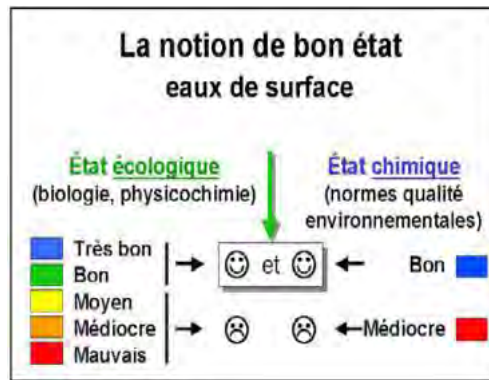 La notion de bon état
eaux de surface
État écologique
(biologie, physicochimie)
État chimique
(normes qualité
environnementales)
Très bon
Bon
Moyen
Médiocre
Mauvais
et
Bon
Médiocre